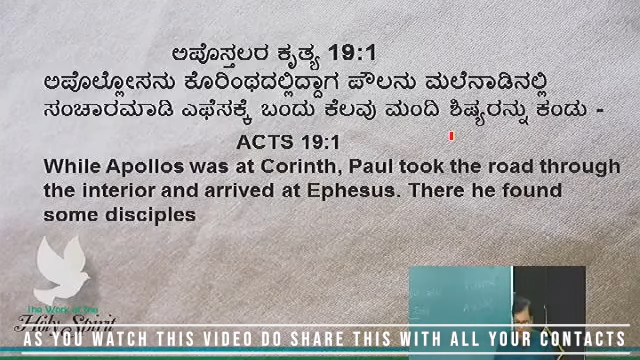 ಅಪೊಸ್ತಲರ ಕೃತ್ಯ 19:1
ಅಪೊಲ್ಲೋಸನು ಕೊರಿಂಥದಲ್ಲಿದ್ದಾಗ ಪೌಲನು ಮಲೆನಾಡಿನಲ್ಲಿ
ಸಂಚಾರಮಾಡಿ ಎಫೆಸಕ್ಕೆ ಬಂದು ಕೆಲವು ಮಂದಿ ಶಿಷ್ಯರನ್ನು ಕಂಡು -
ACTS 19:1
While Apollos was at Corinth, Paul took the road through
the interior and arrived at Ephesus. There he found
some disciples
The Work of the
Holy Spirit
AS YOU WATCH THIS VIDEO DO SHARE THIS WITH ALL YOUR CONTACTS